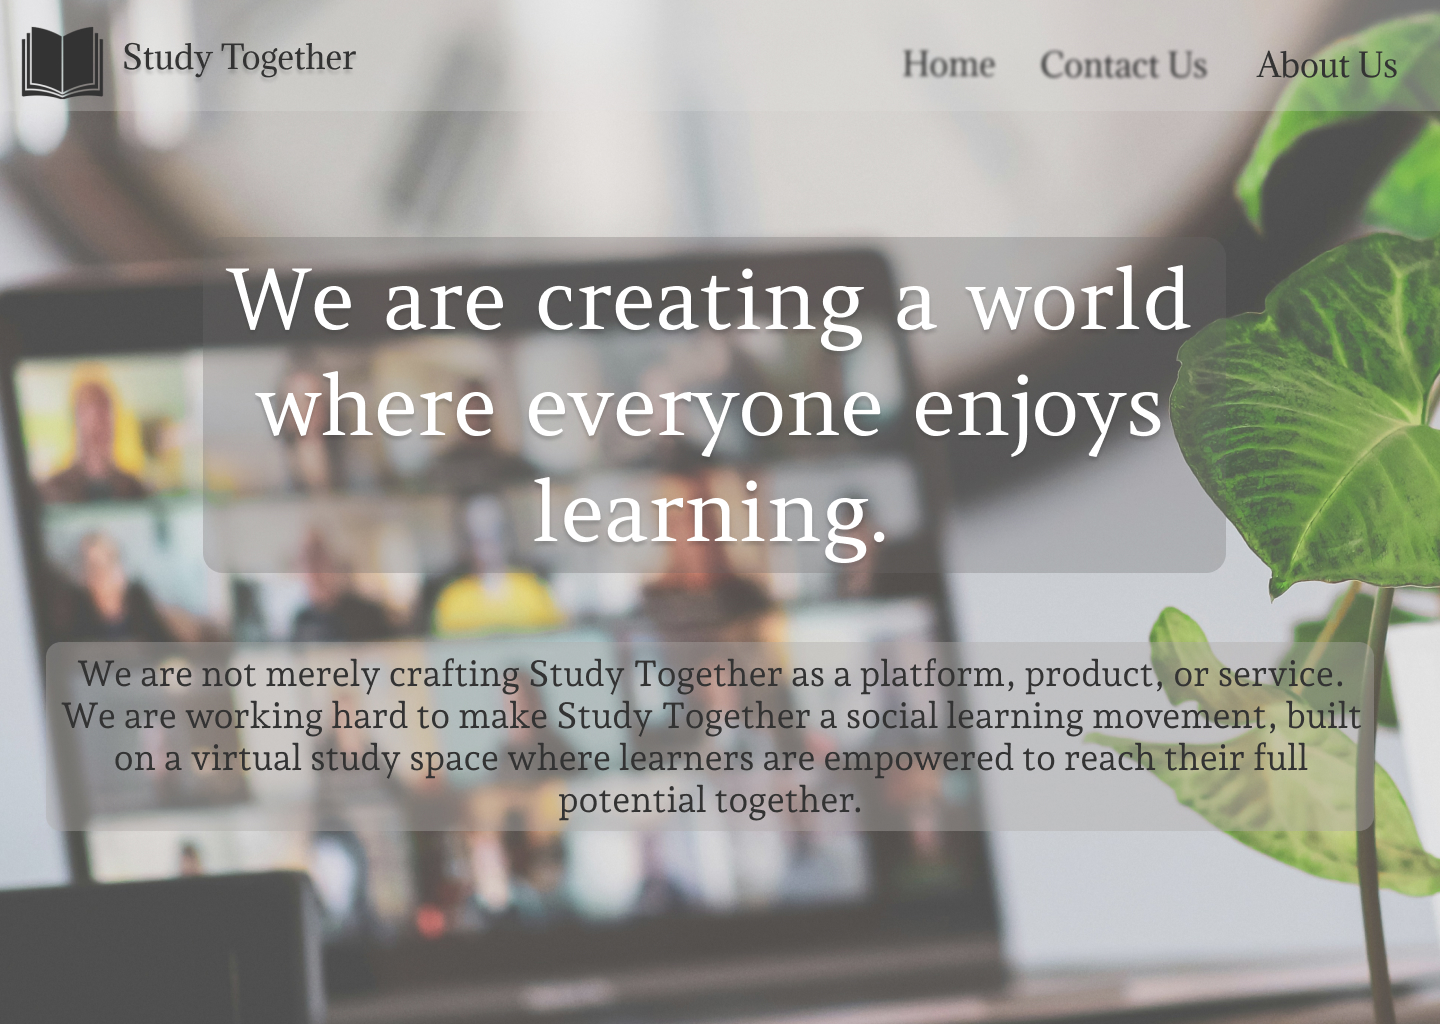 Study Together
Home Contact Us About Us
We are creating a world
where everyone enjoys
learning.
We are not merely crafting Study Together as a platform, product, or service.
We are working hard to make Study Together a social learning movement, built
on a virtual study space where learners are empowered to reach their full
potential together.